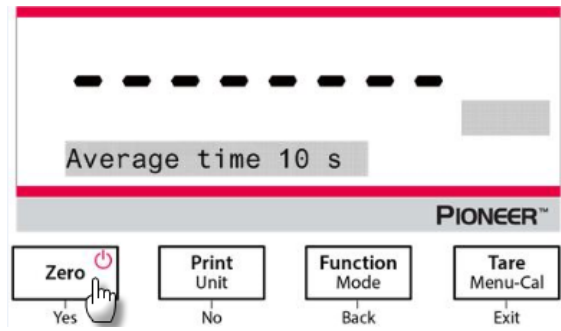 --------
Average time 10 s
PIONEER™
Zero Print Function Tare
Unit Mode Menu-Cal
Yes No Back Exit